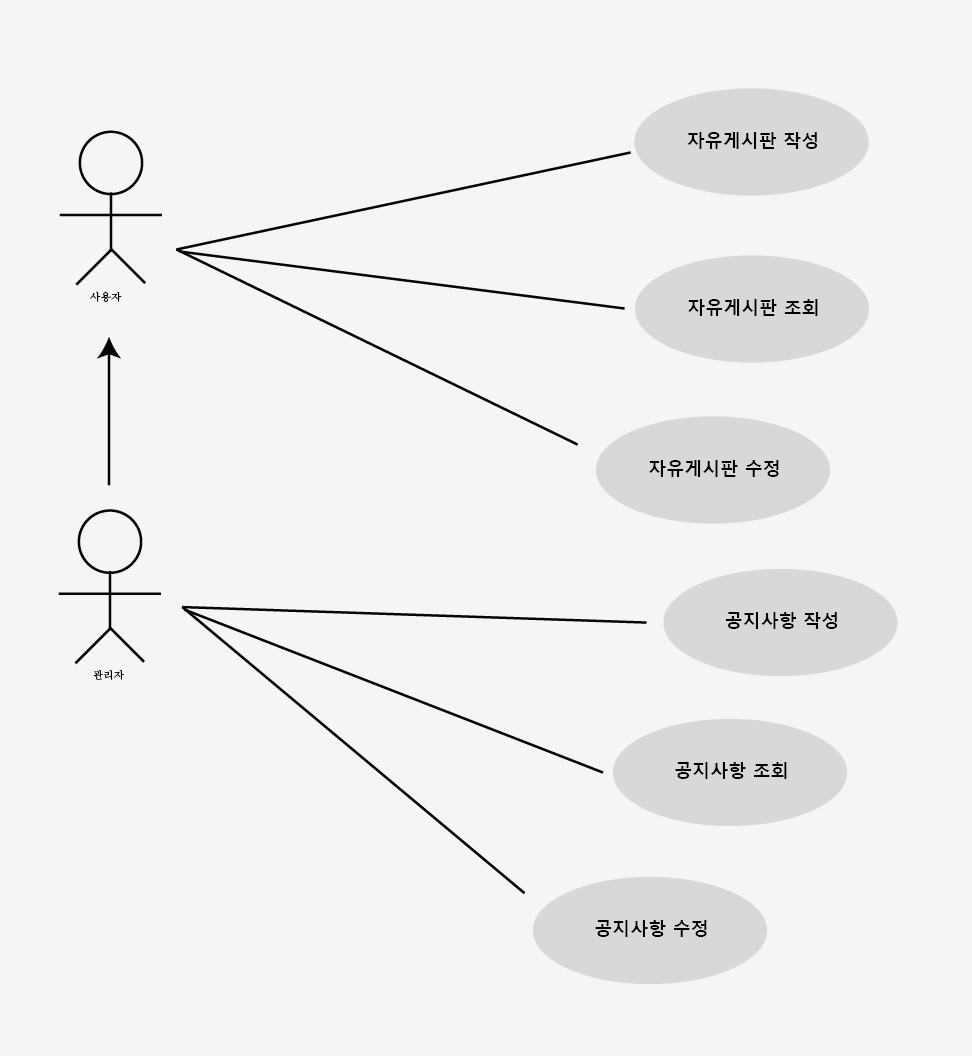 자유게시판 작성
사용자
자유게시판 조회
자유게시판 수정
관리자
공지사항 작성
공지사항 조회
공지사항 수정